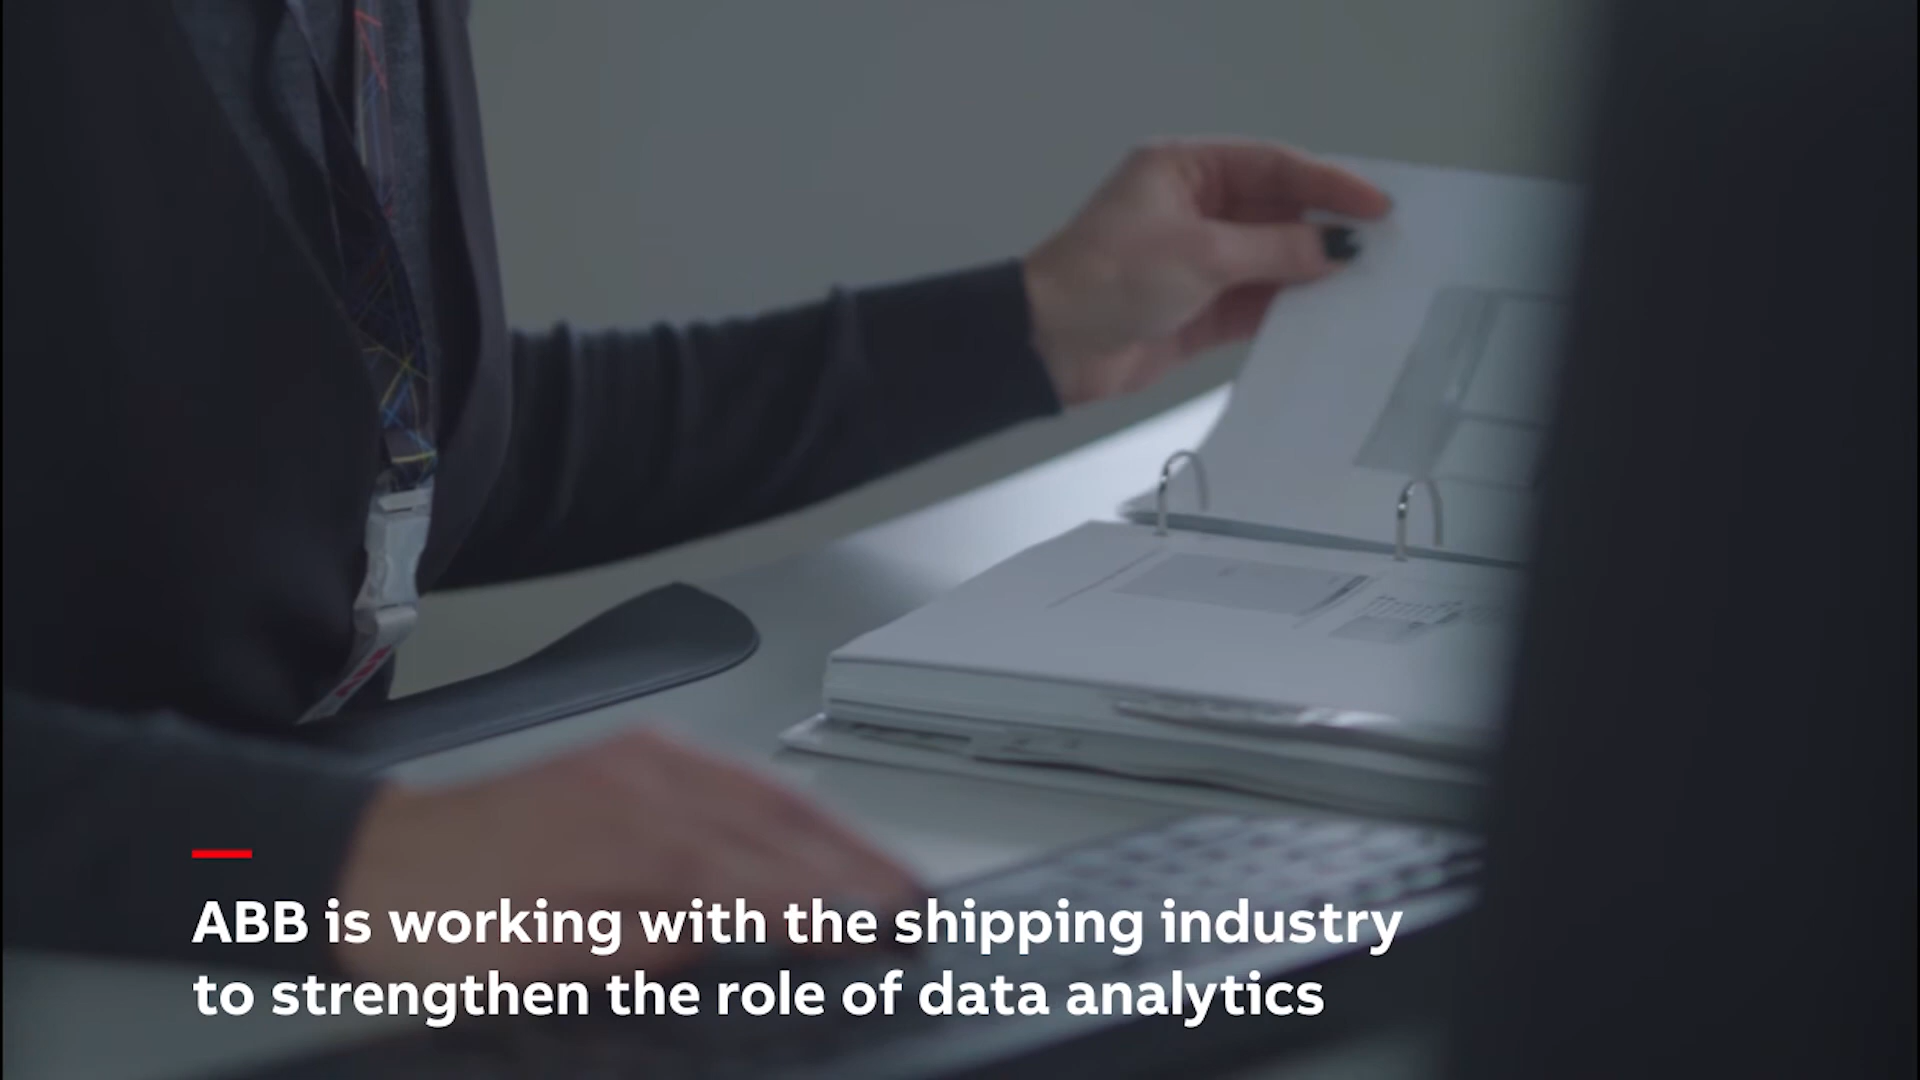 ABB is working with the shipping industry
to strengthen the role of data analytics